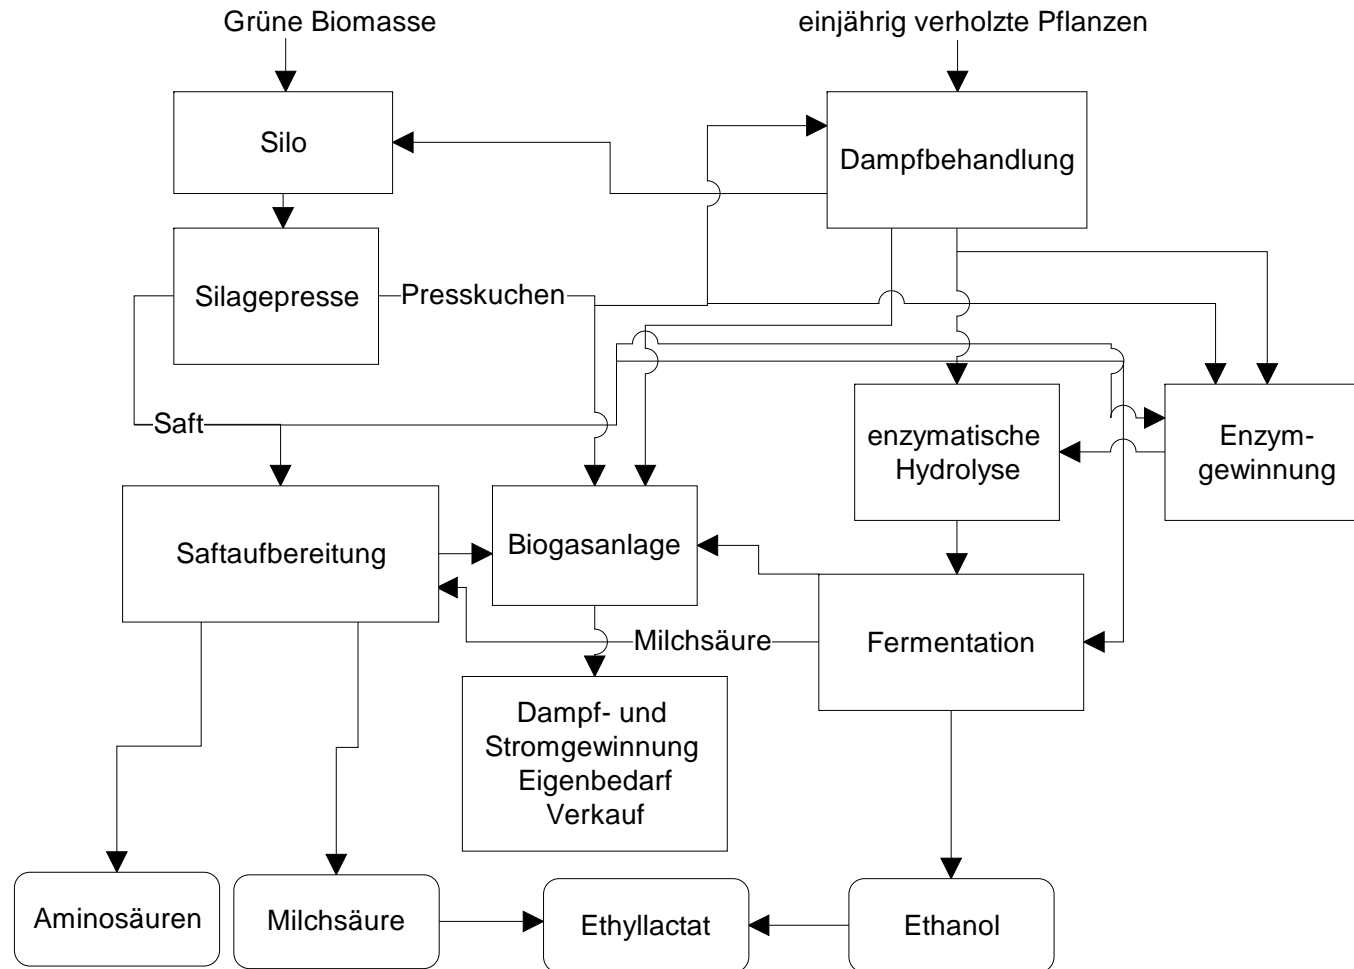 Grüne Biomasse
einjährig verholzte Pflanzen
Silo
Dampfbehandlung
Silagepresse
Presskuchen
Saft
enzymatische
Hydrolyse
Enzym-
gewinnung
Saftaufbereitung
Biogasanlage
Milchsäure
Fermentation
Dampf- und
Stromgewinnung
Eigenbedarf
Verkauf
Aminosäuren
Milchsäure
Ethyllactat
Ethanol